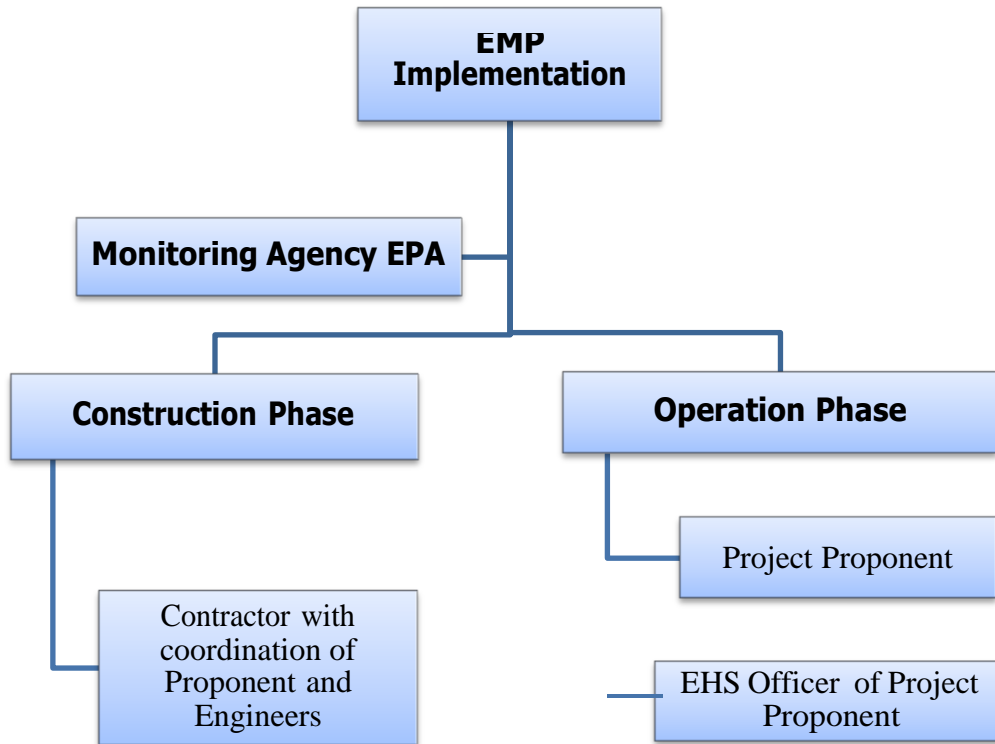 EMP
Implementation
Monitoring Agency EPA
Construction Phase
Operation Phase
Contractor with
coordination of
Proponent and
Engineers
Project Proponent
EHS Officer of Project
Proponent